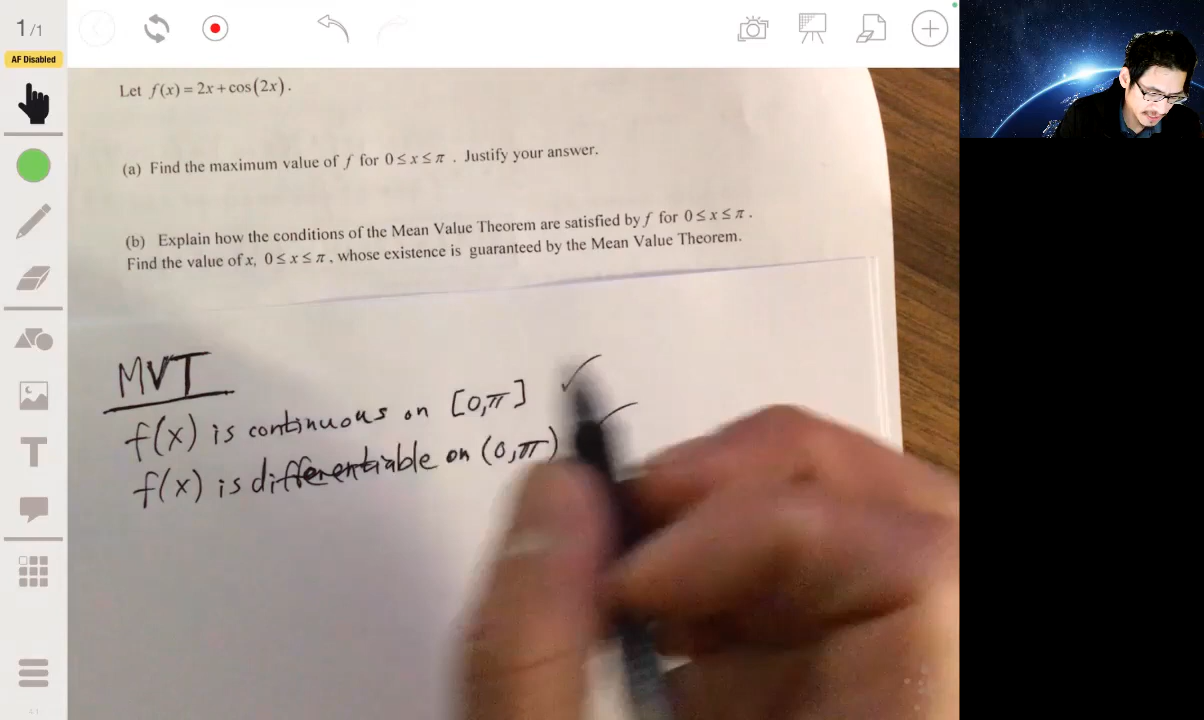 1/1
AF Disabled
Let f(x) = 2x + cos(2x).
(a) Find the maximum value of f for 0 ≤ x ≤ π . Justify your answer.
(b) Explain how the conditions of the Mean Value Theorem are satisfied by f for 0 ≤ x ≤ π .
Find the value of x, 0 ≤ x ≤ π , whose existence is guaranteed by the Mean Value Theorem.
MVT
f(x) is continuous on [0,π] ✓
f(x) is differentiable on (0,π) ✓
T